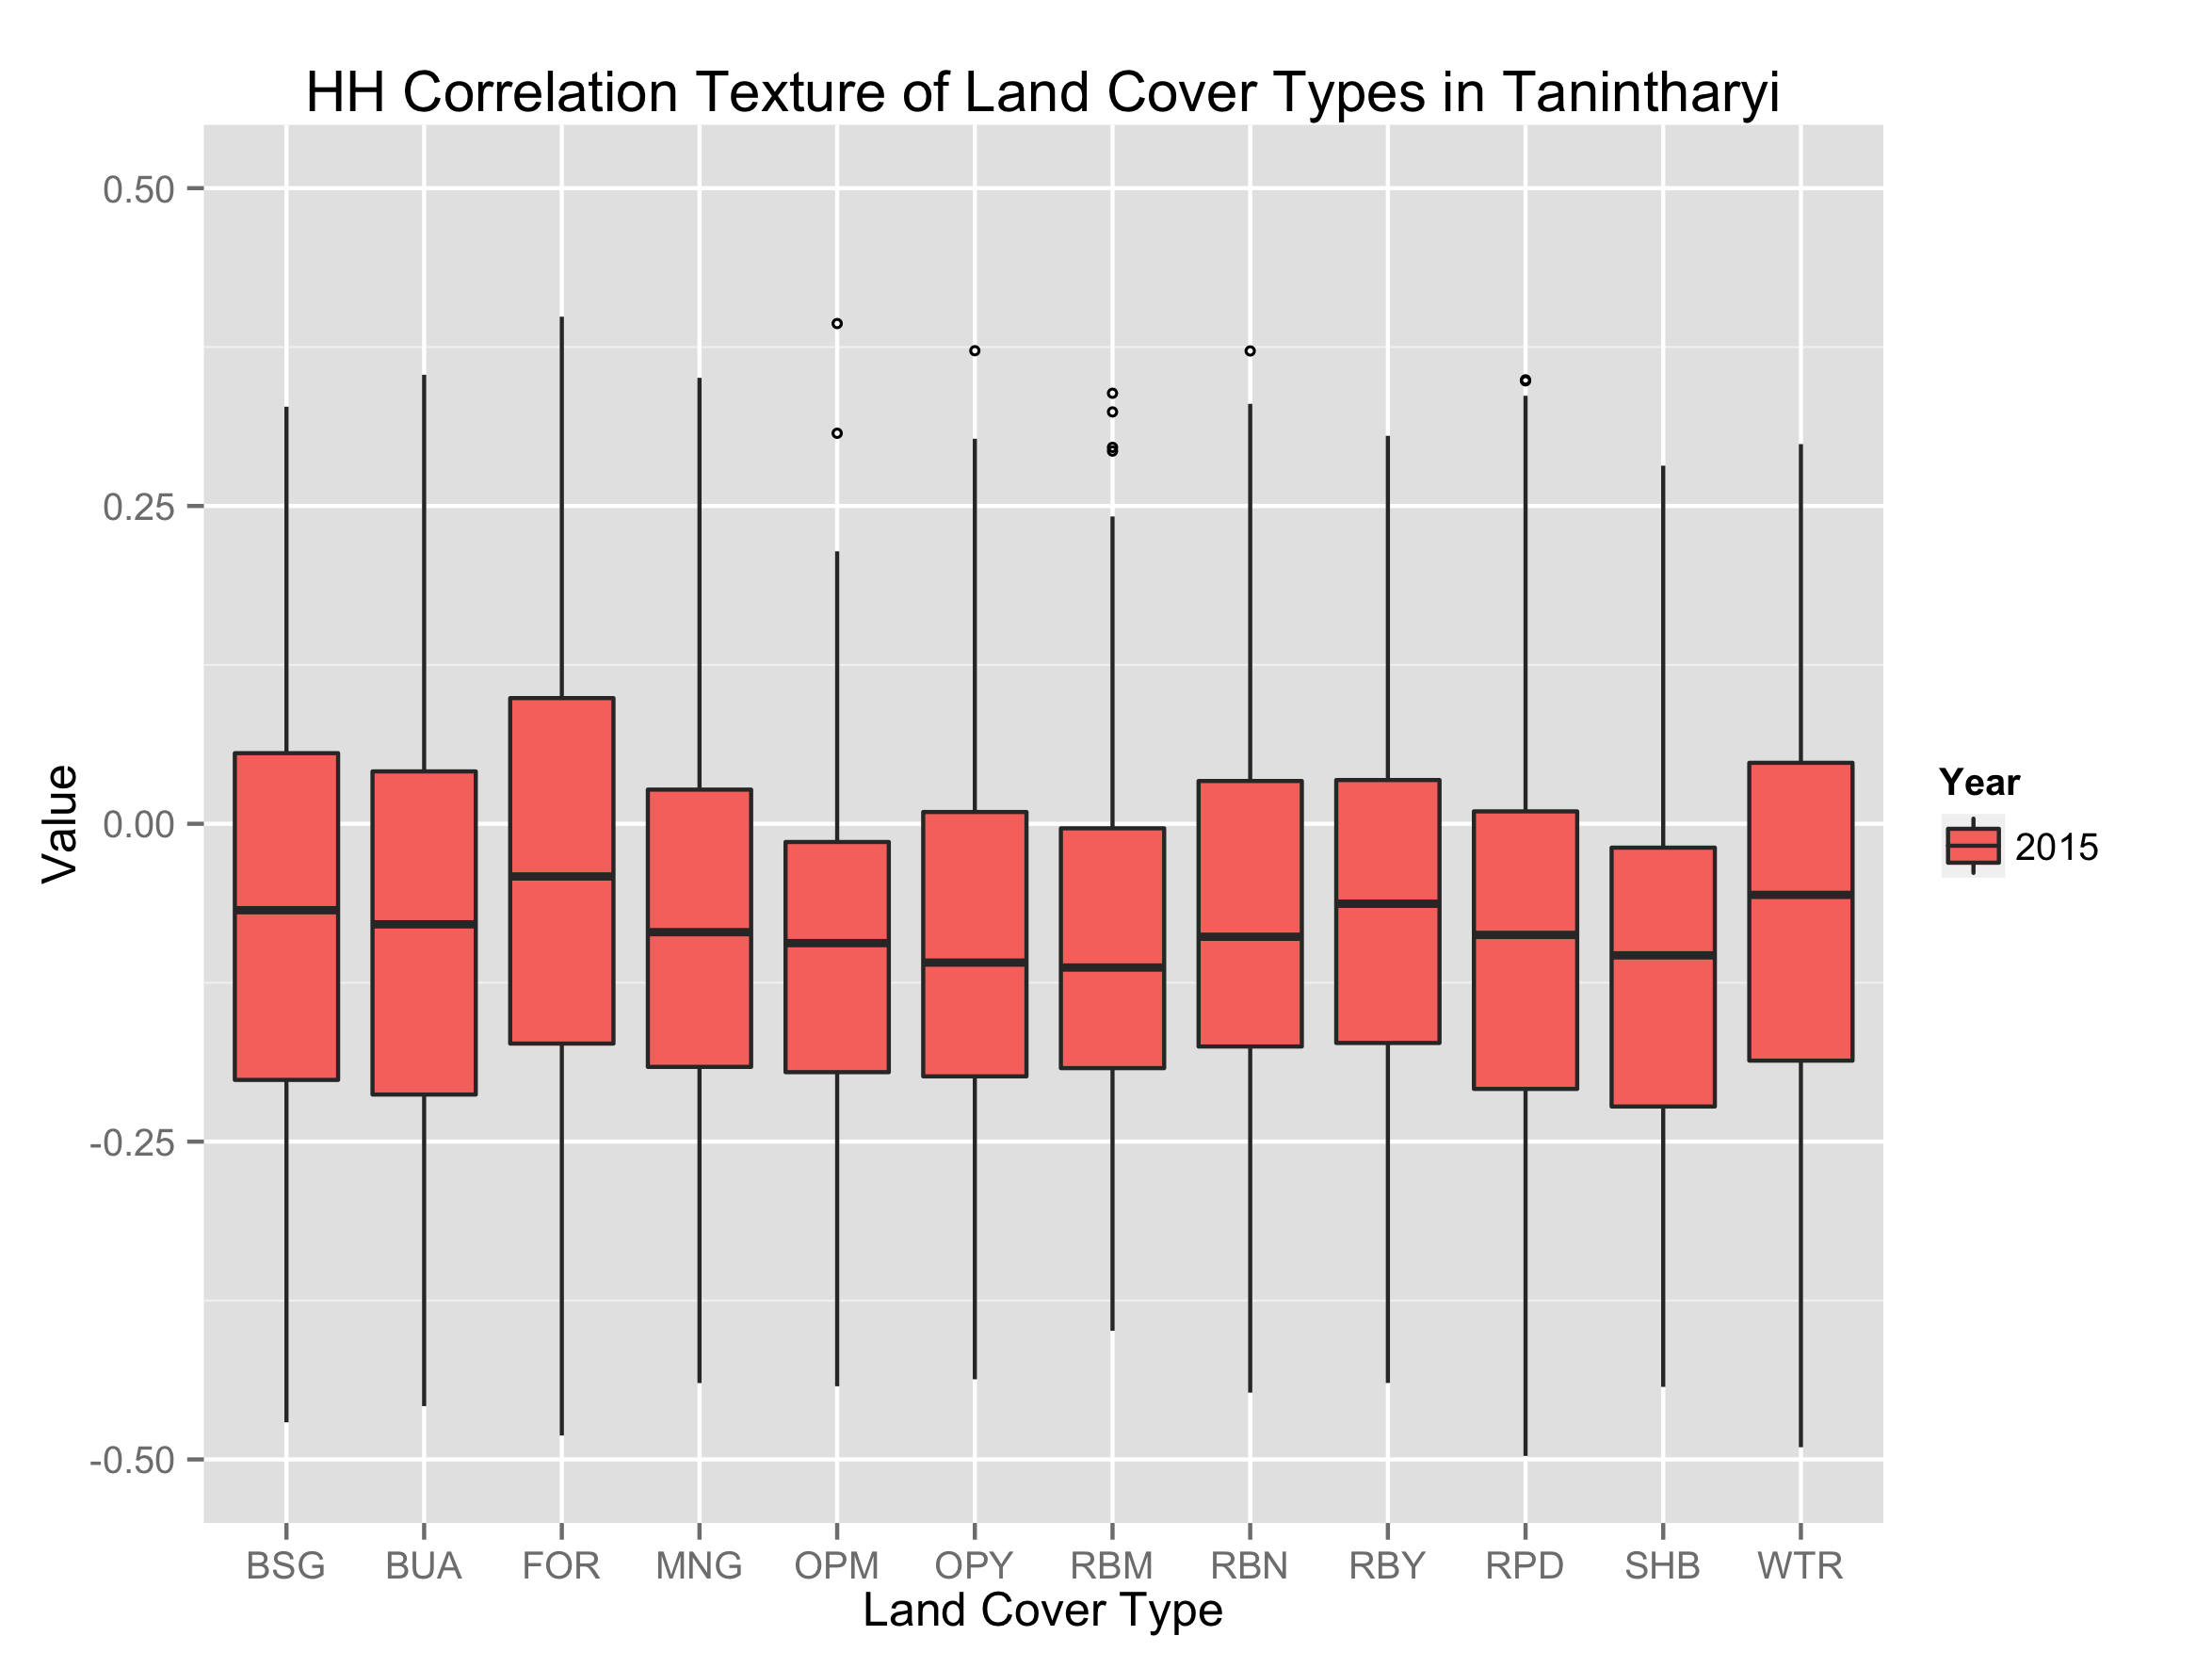 HH Correlation Texture of Land Cover Types in Tanintharyi
0.50
0.25
0.00
-0.25
-0.50
Value
BSG BUA FOR MNG OPM OPY RBM RBN RBY RPD SHB WTR
Land Cover Type
Year
2015